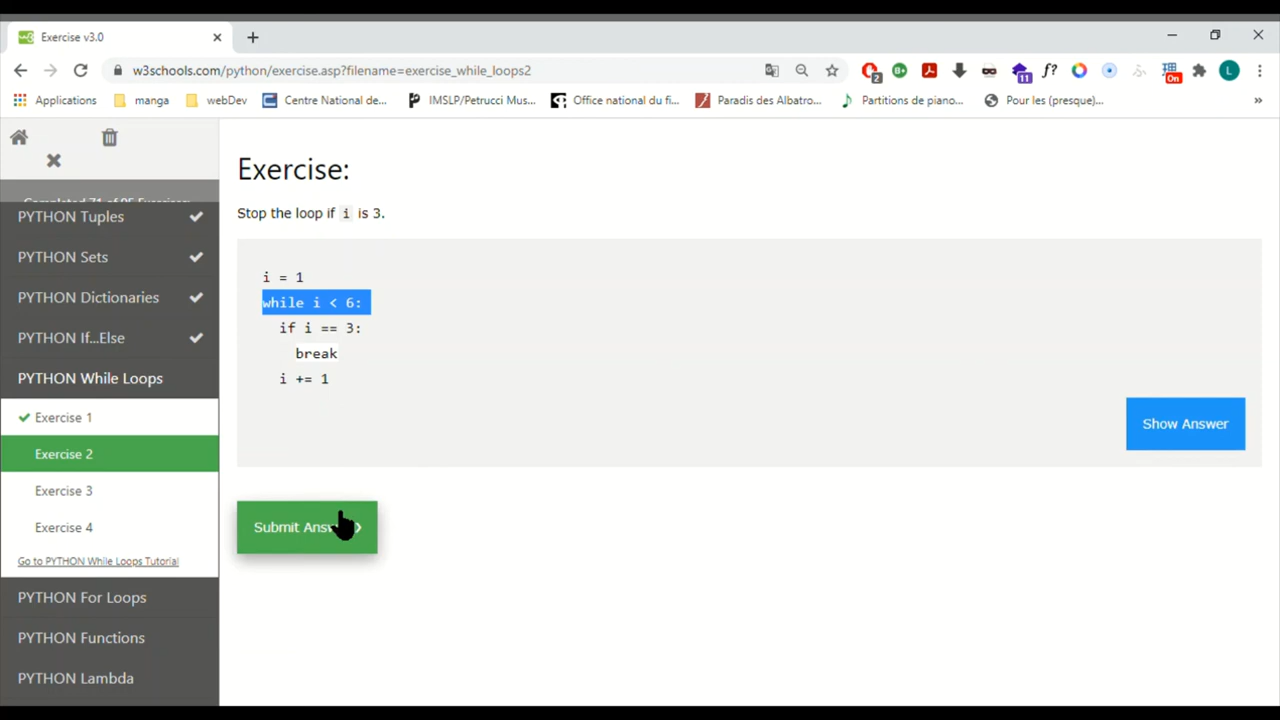 Exercise v3.0
w3schools.com/python/exercise.asp?filename=exercise_while_loops2
2
11
f?
On
L
Applications
manga
webDev
Centre National de...
IMSLP/Petrucci Mus...
Office national du fi...
Paradis des Albatro...
Partitions de piano...
Pour les (presque)...
»
PYTHON Tuples
PYTHON Sets
PYTHON Dictionaries
PYTHON If...Else
PYTHON While Loops
Exercise 1
Exercise 2
Exercise 3
Exercise 4
Go to PYTHON While Loops Tutorial
PYTHON For Loops
PYTHON Functions
PYTHON Lambda
Exercise:
Stop the loop if i is 3.
i = 1
while i < 6:
if i == 3:
break
i += 1
Show Answer
Submit